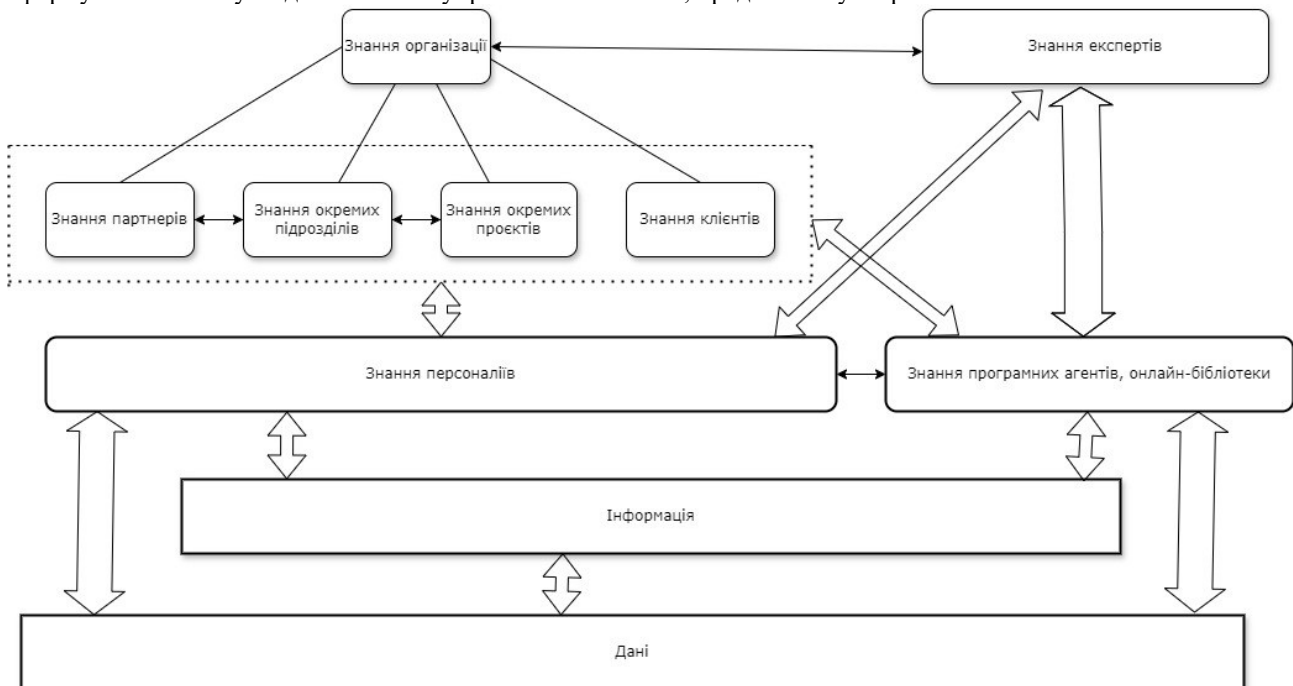 Знання організації
Знання експертів
Знання партнерів
Знання окремих
підрозділів
Знання окремих
проєктів
Знання клієнтів
Знання персоналіїв
Знання програмних агентів, онлайн-бібліотеки
Інформація
Дані